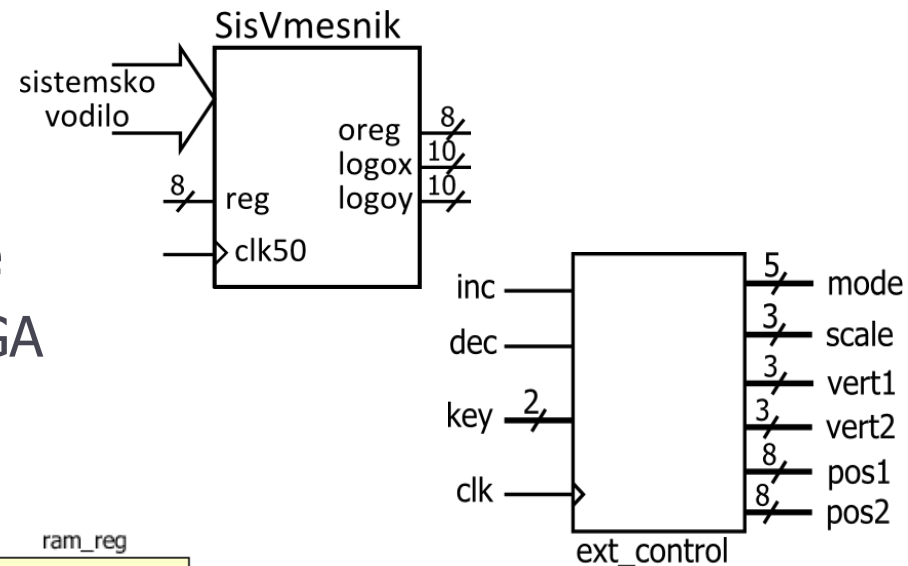 SisVmesnik
sistemsko
vodilo
8
reg
clk50
oreg
8
logox
10
logoy
10
GA
inc
dec
key
2
clk
5
mode
3
scale
3
vert1
3
vert2
8
pos1
8
pos2
ext_control
ram_reg